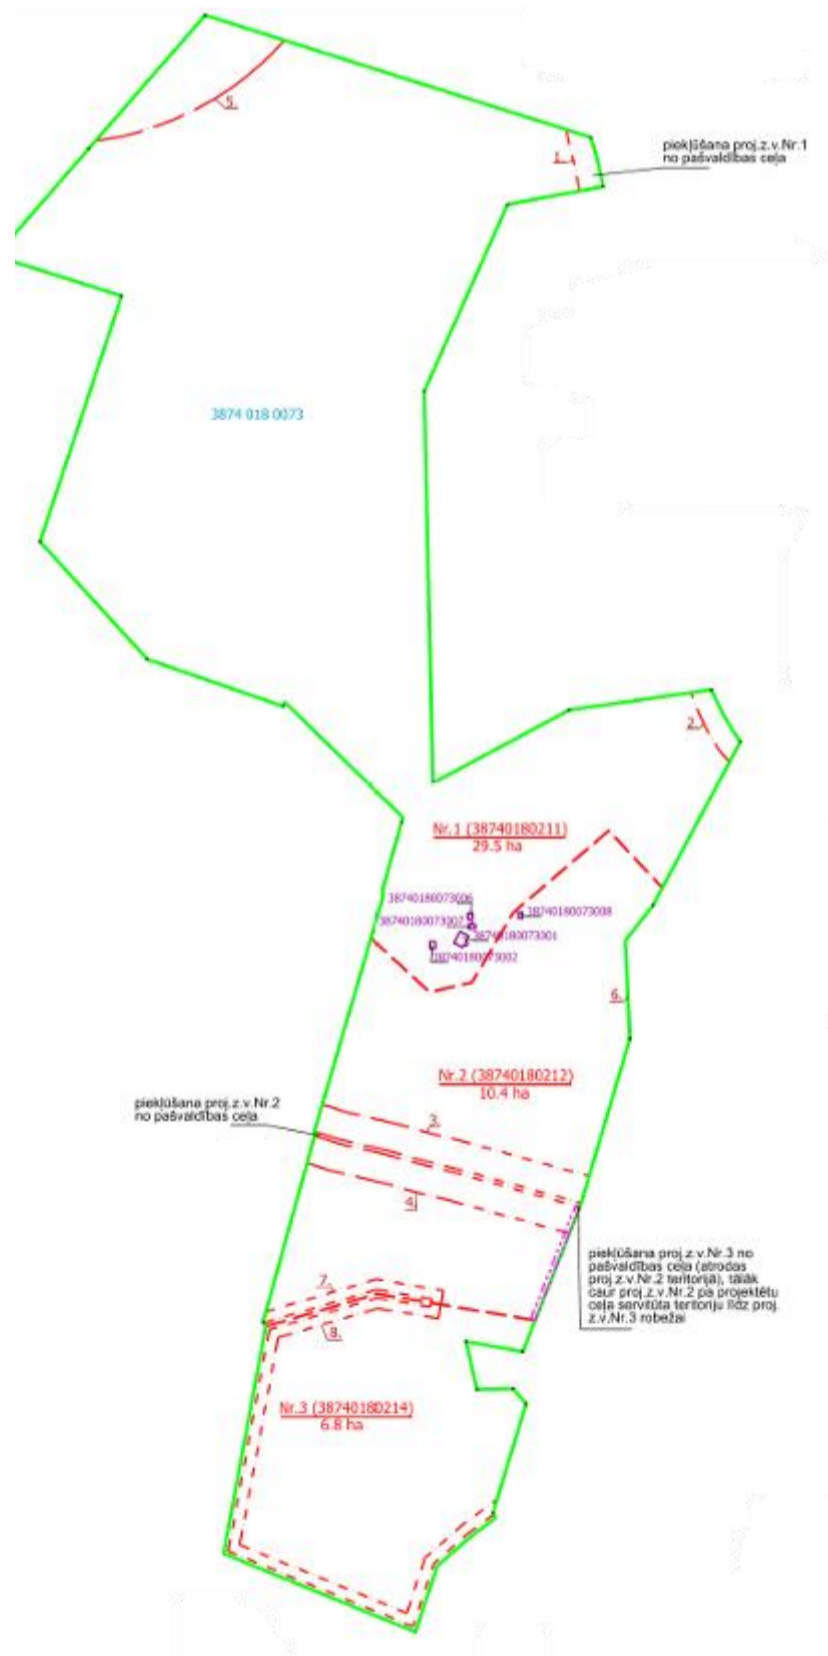 5.
1.
piekļūšana proj.z.v.Nr.1
no pašvaldības ceļa
3874 018 0073
2.
Nr.1 (38740180211)
29.5 ha
38740180073006
38740180073008
38740180073007
38740180073001
38740180073002
6.
Nr.2 (38740180212)
10.4 ha
piekļūšana proj.z.v.Nr.2
no pašvaldības ceļa
3.
4.
piekļūšana proj.z.v.Nr.3 no
pašvaldības ceļa (atrodas
proj.z.v.Nr.2 teritorijā), tālāk
caur proj.z.v.Nr.2 pa projektētu
ceļa servitūta teritoriju līdz proj.
z.v.Nr.3 robežai
7.
8.
Nr.3 (38740180214)
6.8 ha